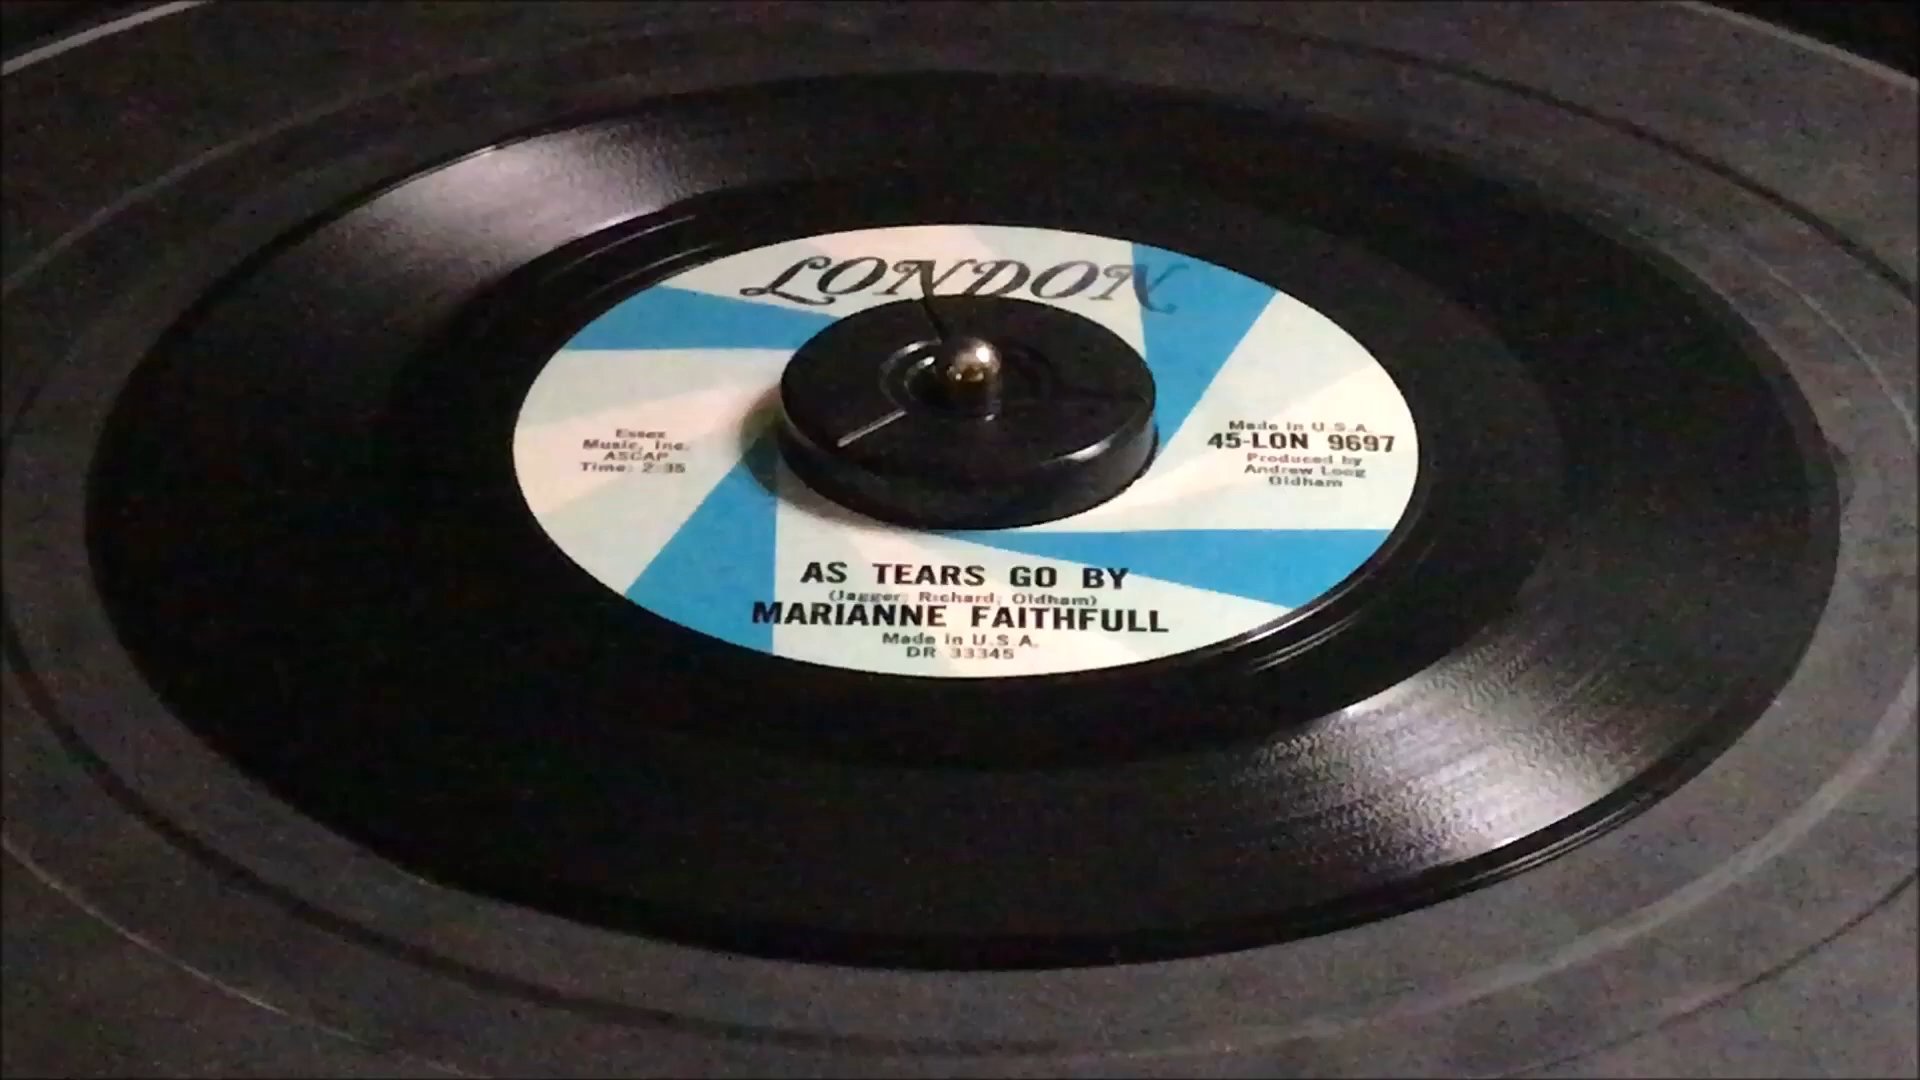 LONDON
Essex
Music, Inc.
ASCAP
Time: 2:35
Made in U.S.A.
45-LON 9697
Produced by
Andrew Loog
Oldham
AS TEARS GO BY
(Jagger; Richard; Oldham)
MARIANNE FAITHFULL
Made in U.S.A.
DR 33345